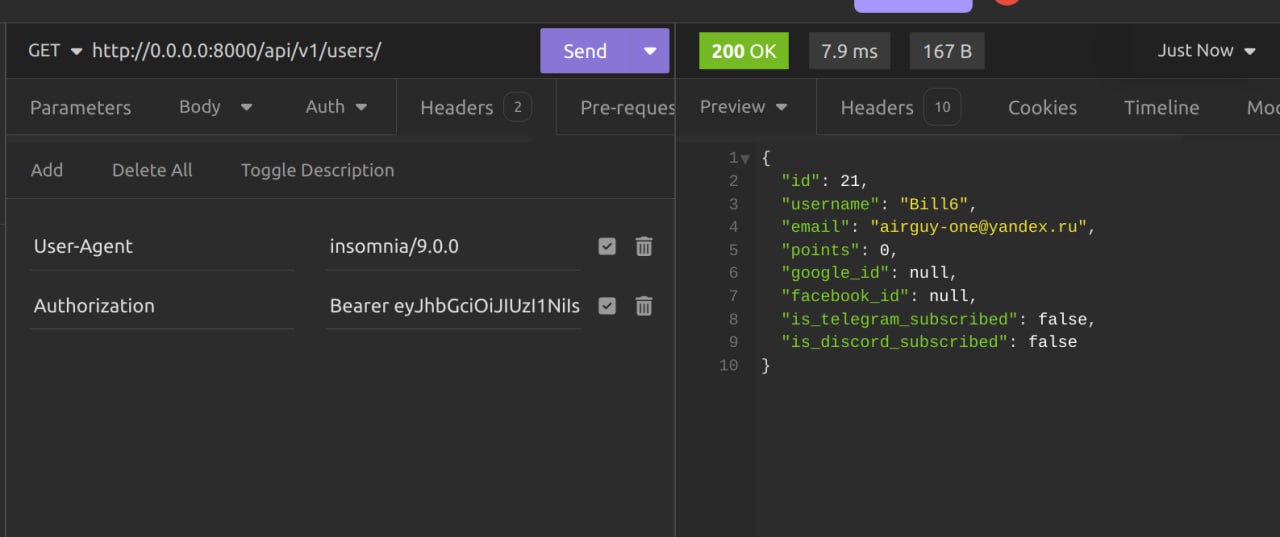 GET http://0.0.0.0:8000/api/v1/users/ Send
Parameters Body Auth Headers 2 Pre-reques
Add Delete All Toggle Description
User-Agent insomnia/9.0.0
Authorization Bearer eyJhbGciOiJIUzI1NiIs
200 OK 7.9 ms 167 B Just Now
Preview Headers 10 Cookies Timeline Moc
1 {
2 "id": 21,
3 "username": "Bill6",
4 "email": "airguy-one@yandex.ru",
5 "points": 0,
6 "google_id": null,
7 "facebook_id": null,
8 "is_telegram_subscribed": false,
9 "is_discord_subscribed": false
10 }